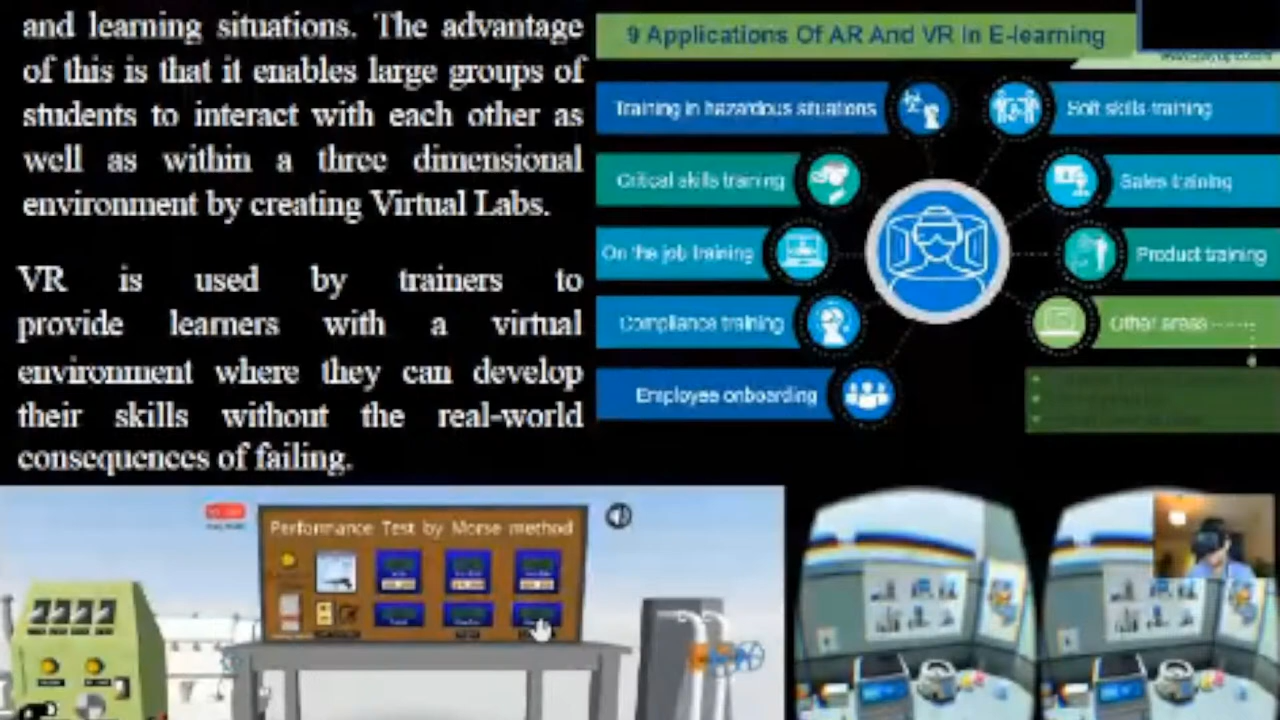 and learning situations. The advantage
of this is that it enables large groups of
students to interact with each other as
well as within a three dimensional
environment by creating Virtual Labs.
VR is used by trainers to
provide learners with a virtual
environment where they can develop
their skills without the real-world
consequences of failing.
9 Applications Of AR And VR In E-learning
Training in hazardous situations
Soft skills training
Critical skills training
Sales training
On the job training
Product training
Compliance training
Other areas
Employee onboarding
Performance Test by Morse method